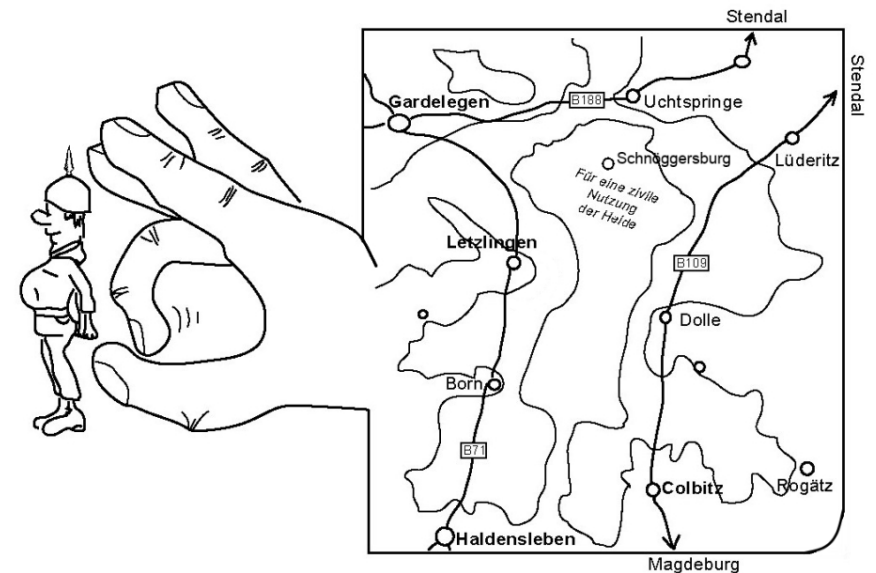 Stendal
Stendal
Gardelegen
B188
Uchtspringe
Schnöggersburg
Lüderitz
Für eine zivile
Nutzung
der Heide
Letzlingen
B109
Dolle
Born
B71
Colbitz
Rogätz
Haldensleben
Magdeburg